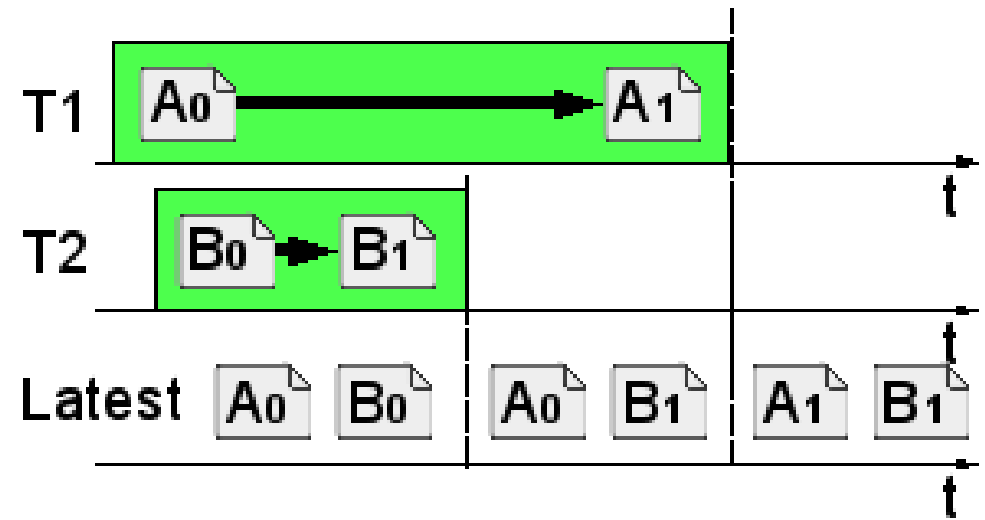 T1 A0 A1
t
T2 B0 B1
t
Latest A0 B0 A0 B1 A1 B1
t